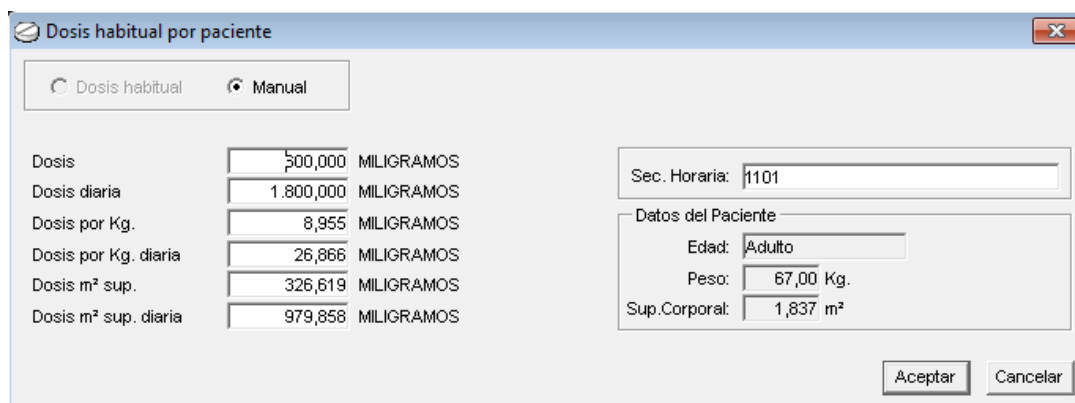 Dosis habitual por paciente
Dosis habitual Manual
Dosis 600,000 MILIGRAMOS
Dosis diaria 1.800,000 MILIGRAMOS
Dosis por Kg. 8,955 MILIGRAMOS
Dosis por Kg. diaria 26,866 MILIGRAMOS
Dosis m² sup. 326,619 MILIGRAMOS
Dosis m² sup. diaria 979,858 MILIGRAMOS
Sec. Horaria: 1101
Datos del Paciente
Edad: Adulto
Peso: 67,00 Kg.
Sup.Corporal: 1,837 m²
Aceptar Cancelar